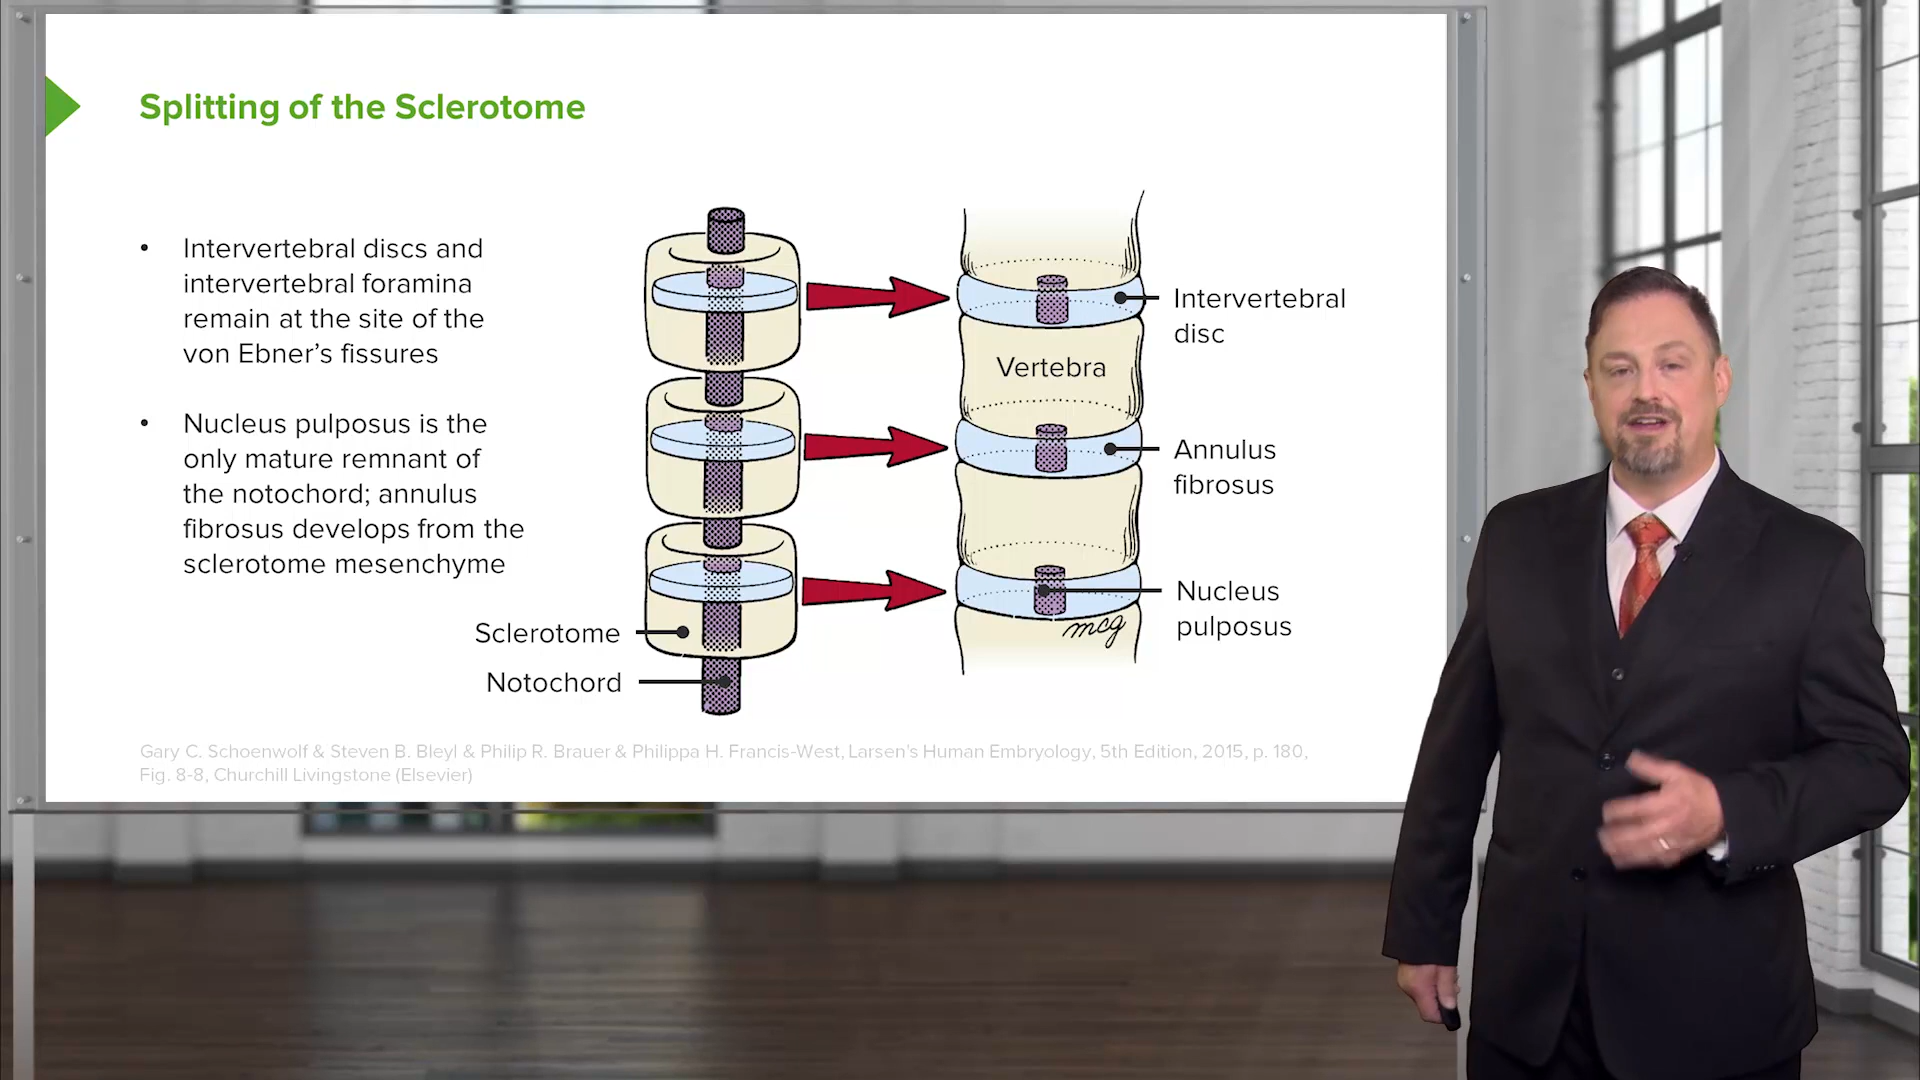 Splitting of the Sclerotome
• Intervertebral discs and
intervertebral foramina
remain at the site of the
von Ebner's fissures
• Nucleus pulposus is the
only mature remnant of
the notochord; annulus
fibrosus develops from the
sclerotome mesenchyme
Sclerotome
Notochord
Vertebra
Intervertebral
disc
Annulus
fibrosus
Nucleus
pulposus
mcg
Gary C. Schoenwolf & Steven B. Bleyl & Philip R. Brauer & Philippa H. Francis-West, Larsen's Human Embryology, 5th Edition, 2015, p. 180,
Fig. 8-8, Churchill Livingstone (Elsevier)